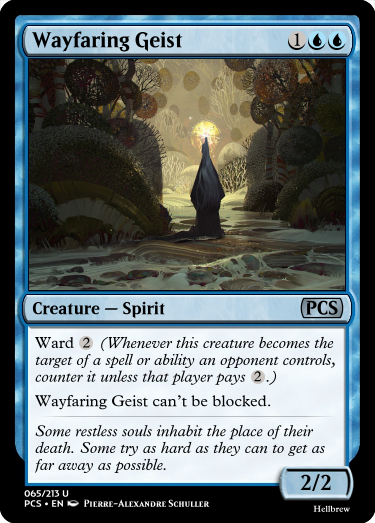 Wayfaring Geist 1
Creature — Spirit PCS
Ward 2 (Whenever this creature becomes the
target of a spell or ability an opponent controls,
counter it unless that player pays 2.)
Wayfaring Geist can't be blocked.
Some restless souls inhabit the place of their
death. Some try as hard as they can to get as
far away as possible.
2/2
065/213 U
PCS • EN Pierre-Alexandre Schuller
Hellbrew